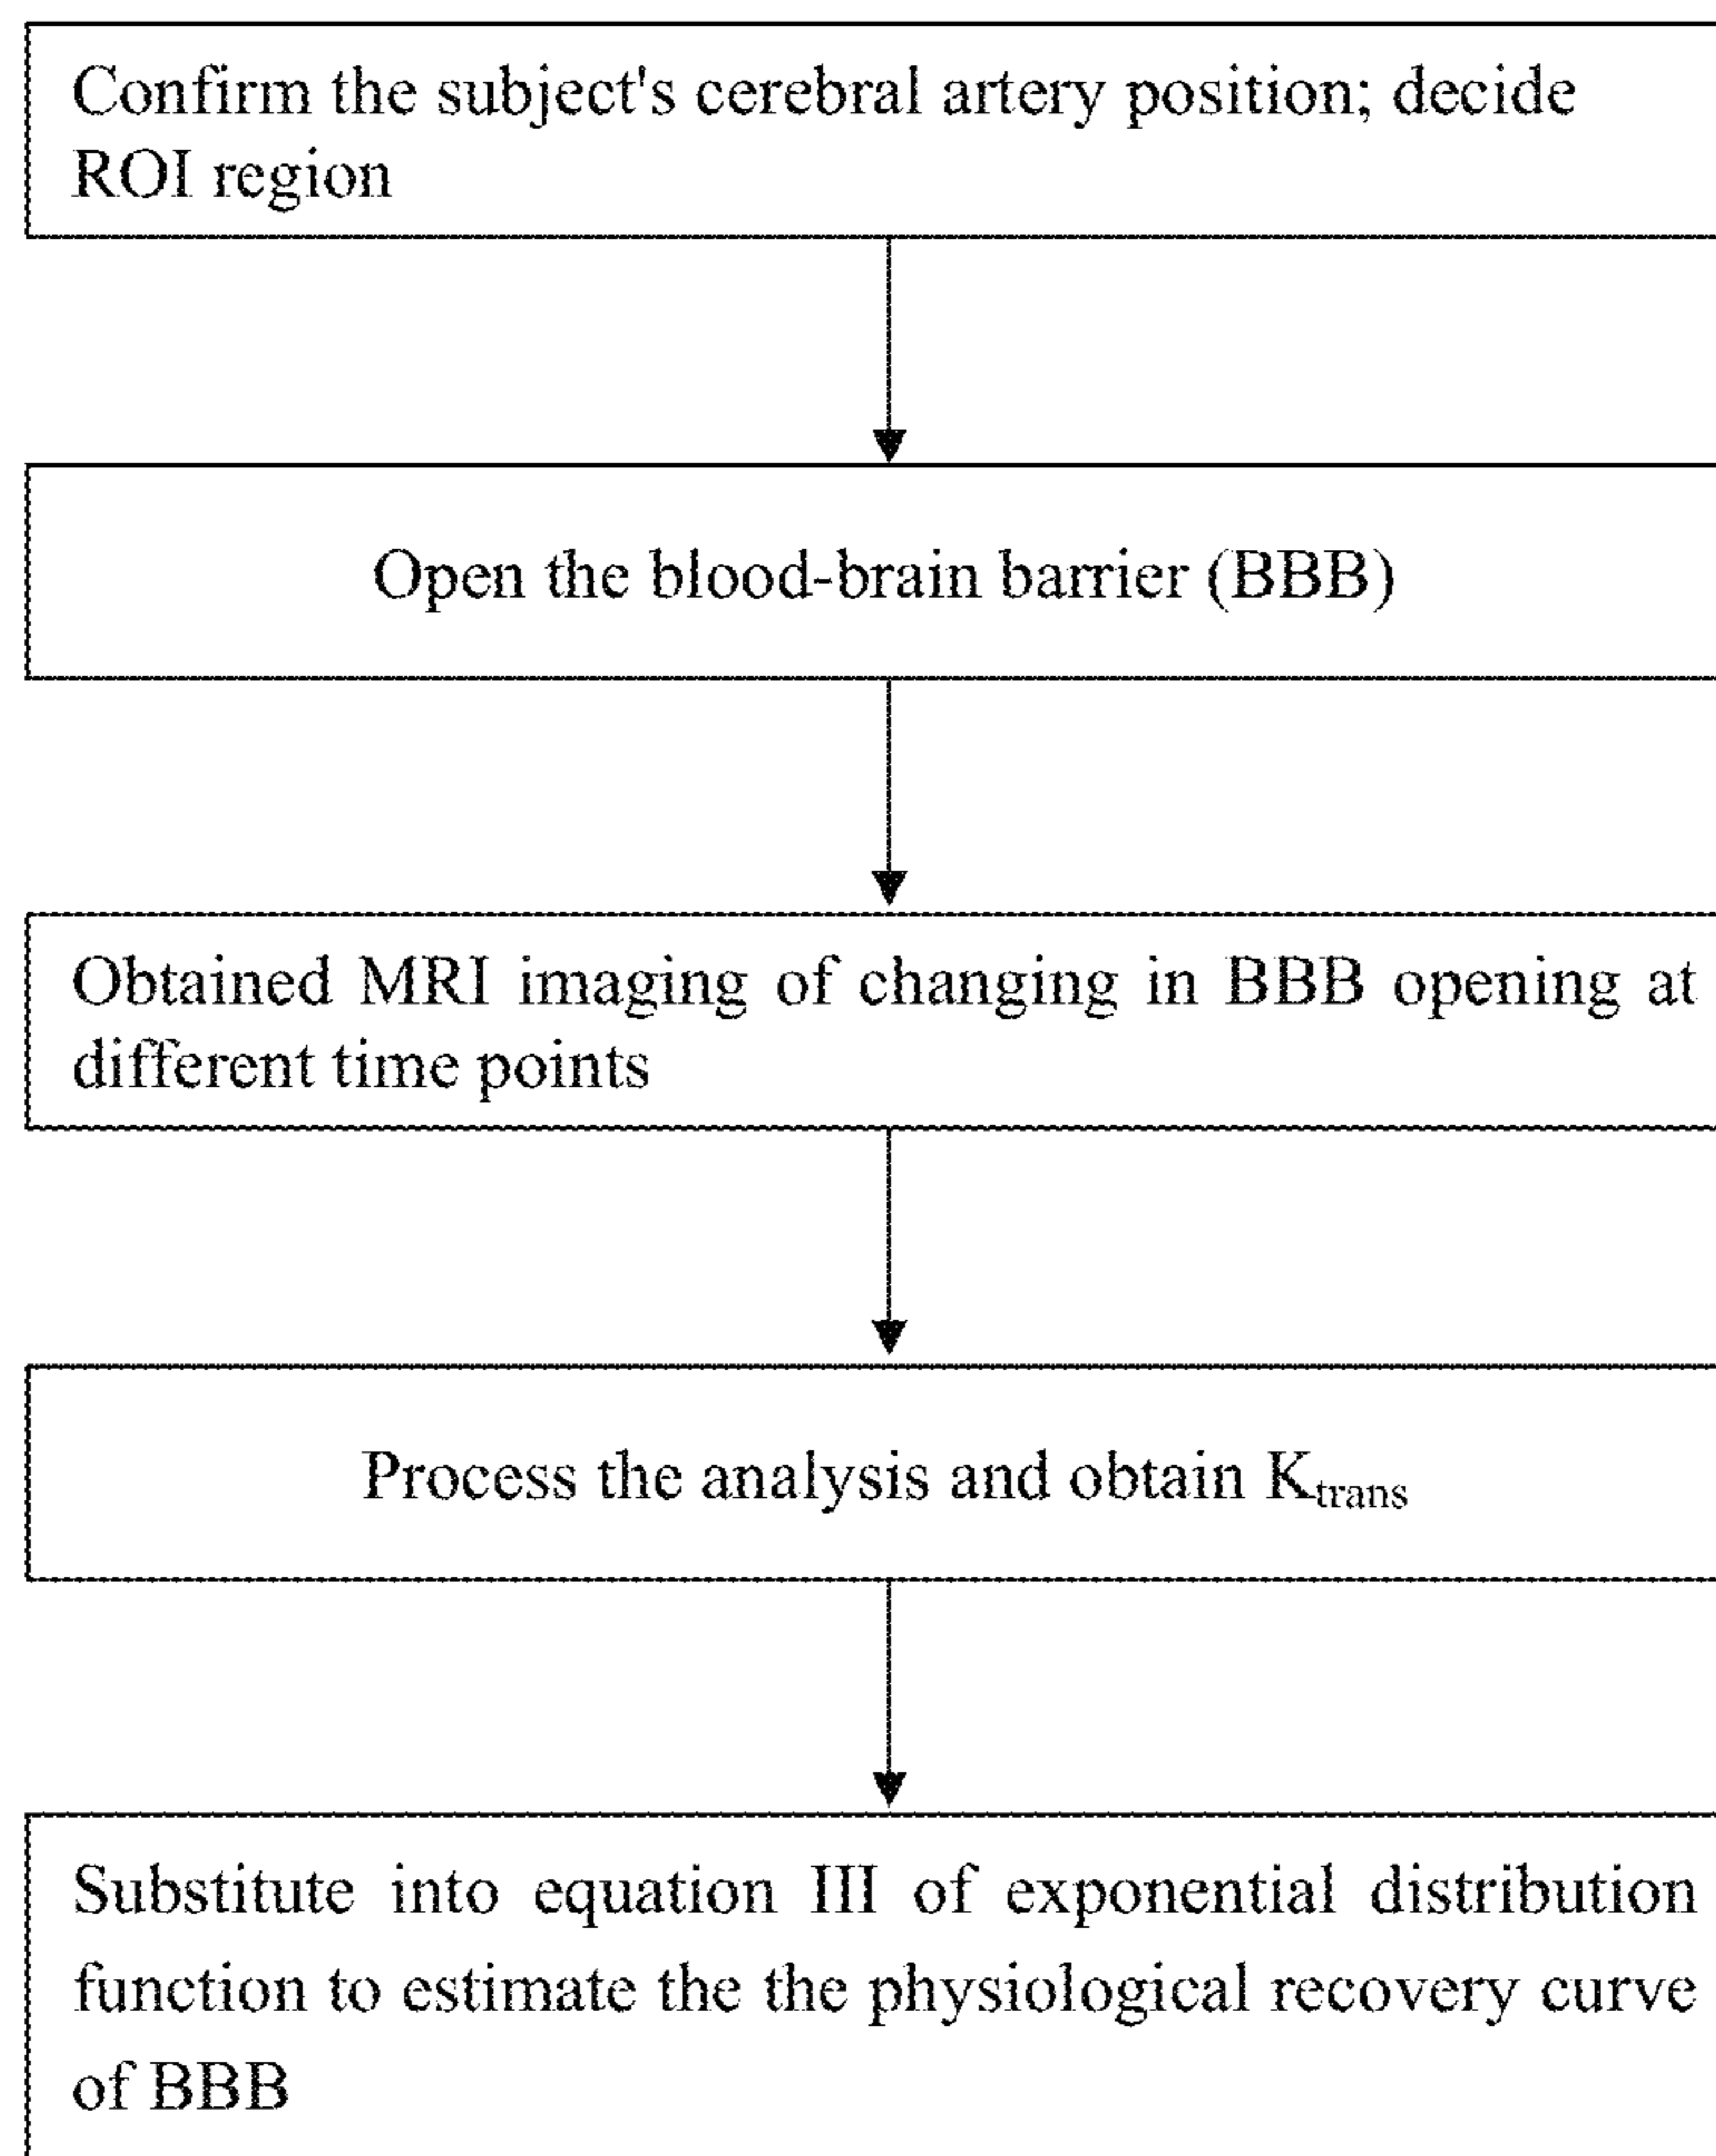 Confirm the subject's cerebral artery position; decide
ROI region
Open the blood-brain barrier (BBB)
Obtained MRI imaging of changing in BBB opening at
different time points
Process the analysis and obtain Ktrans
Substitute into equation III of exponential distribution
function to estimate the the physiological recovery curve
of BBB